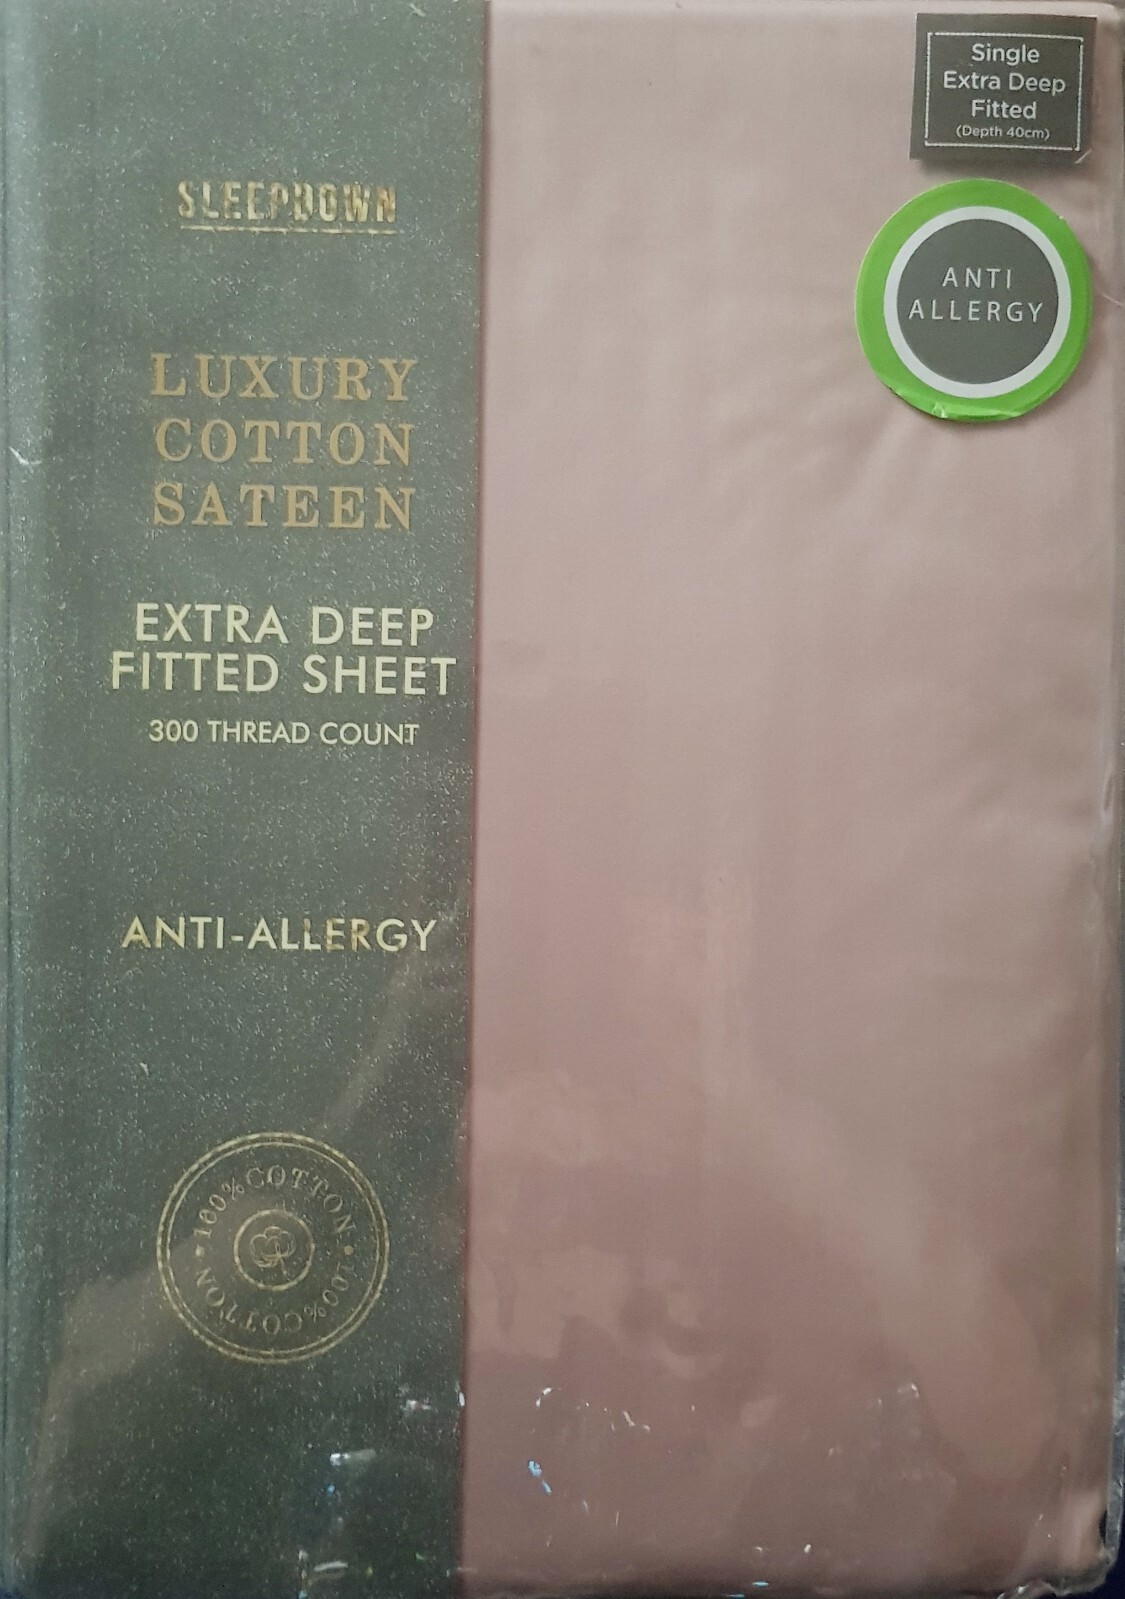 Single
Extra Deep
Fitted
(Depth 40cm)
ANTI
ALLERGY
SLEEPDOWN
LUXURY
COTTON
SATEEN
EXTRA DEEP
FITTED SHEET
300 THREAD COUNT
ANTI-ALLERGY
100% COTTON • 100% COTTON •